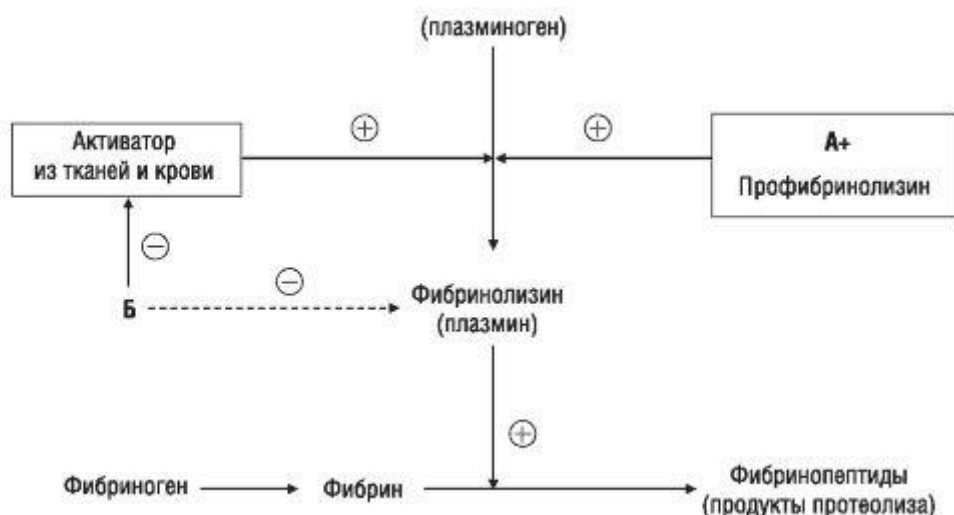 (плазминоген)
+
+
Активатор
из тканей и крови
А+
Профибринолизин
−
−
Б
Фибринолизин
(плазмин)
+
Фибриноген
Фибрин
Фибринопептиды
(продукты протеолиза)